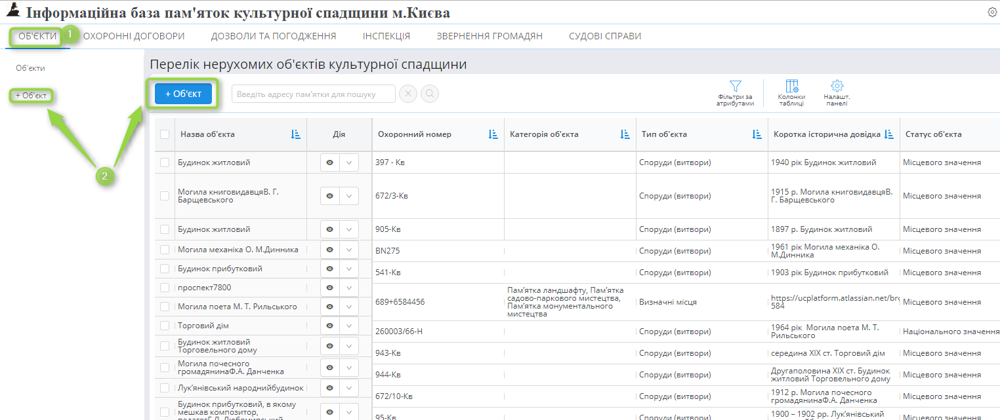 Інформаційна база пам'яток культурної спадщини м.Києва
ОБ'ЄКТИ
1
ОХОРОННІ ДОГОВОРИ
ДОЗВОЛИ ТА ПОГОДЖЕННЯ
ІНСПЕКЦІЯ
ЗВЕРНЕННЯ ГРОМАДЯН
СУДОВІ СПРАВИ
Об'єкти
+ Об'єкт
2
Перелік нерухомих об'єктів культурної спадщини
+ Об'єкт
Введіть адресу пам'ятки для пошуку
Фільтри за
атрибутами
Колонки
таблиці
Налашт.
панелі
Назва об'єкта
Дія
Охоронний номер
Категорія об'єкта
Тип об'єкта
Коротка історична довідка
Статус об'єкта
Будинок житловий
397 - Кв
Споруди (витвори)
1940 рік Будинок житловий
Місцевого значення
Могила книговидавцяВ. Г.
Барщевського
672/3-Кв
Споруди (витвори)
1915 р. Могила книговидавцяВ.
Г. Барщевського
Місцевого значення
Будинок житловий
905-Кв
Споруди (витвори)
1897 р. Будинок житловий
Місцевого значення
Могила механіка О. М.Динника
BN275
Споруди (витвори)
1961 рік Могила механіка О.
М.Динника
Місцевого значення
Будинок прибутковий
541-Кв
Споруди (витвори)
1903 рік Будинок прибутковий
Місцевого значення
проспект7800
689+6584456
Пам'ятка ландшафту, Пам'ятка
садово-паркового мистецтва,
Пам'ятка монументального
мистецтва
Визначні місця
https://ucplatform.atlassian.net/bro
584
Місцевого значення
Могила поета М. Т. Рильського
260003/66-Н
Споруди (витвори)
1964 рік Могила поета М. Т.
Рильського
Національного значення
Торговий дім
943-Кв
Споруди (витвори)
середина ХІХ ст. Торговий дім
Місцевого значення
Будинок житловий
Торговельного дому
944-Кв
Споруди (витвори)
Другаполовина ХІХ ст. Будинок
житловий Торговельного дому
Місцевого значення
Могила почесного
громадянинаФ.А. Данченка
672/10-Кв
Споруди (витвори)
1912 р. Могила почесного
громадянинаФ.А. Данченка
Місцевого значення
Лук'янівський народнийбудинок
95-Кв
Споруди (витвори)
1900 – 1902 рр. Лук'янівський
Місцевого значення
Будинок прибутковий, в якому
мешкав композитор,
педагогГ.Л. Любомирський